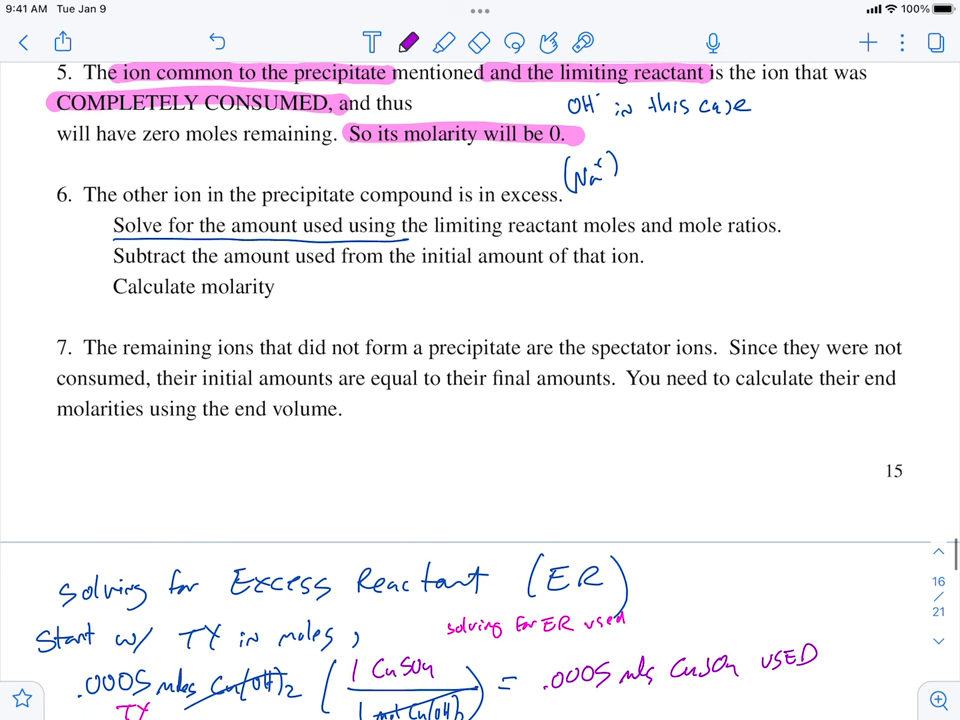 9:41 AM Tue Jan 9
100%
5. The ion common to the precipitate mentioned and the limiting reactant is the ion that was
COMPLETELY CONSUMED, and thus
OH⁻ in this case
will have zero moles remaining. So its molarity will be 0.
(Na⁺)
6. The other ion in the precipitate compound is in excess.
Solve for the amount used using the limiting reactant moles and mole ratios.
Subtract the amount used from the initial amount of that ion.
Calculate molarity
7. The remaining ions that did not form a precipitate are the spectator ions. Since they were not
consumed, their initial amounts are equal to their final amounts. You need to calculate their end
molarities using the end volume.
15
Solving for Excess Reactant (ER)
16
/
21
Start w/ TX in moles,
solving for ER used
.0005 moles Cu(OH)2 ( 1 CuSO4 / 1 mol Cu(OH)2 ) = .0005 mls CuSO4 USED
TX